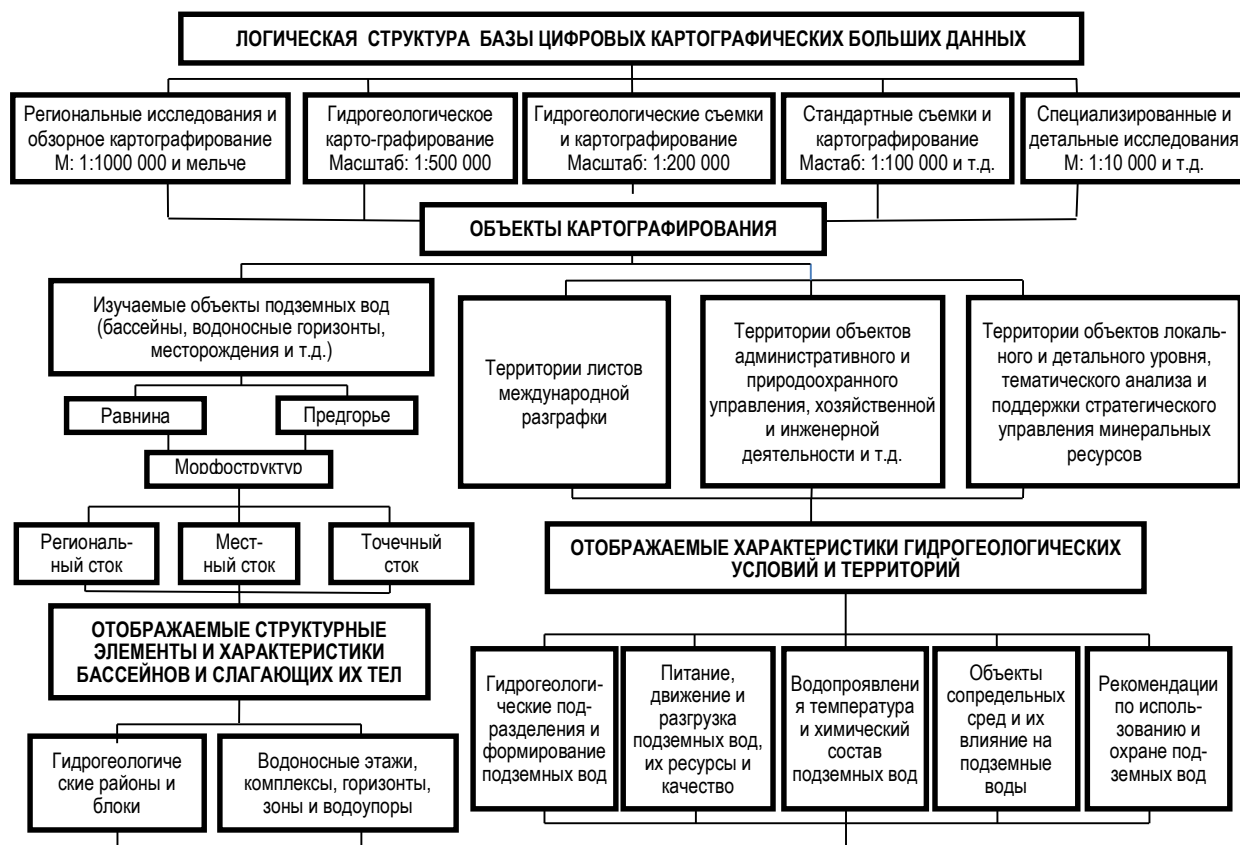 ЛОГИЧЕСКАЯ СТРУКТУРА БАЗЫ ЦИФРОВЫХ КАРТОГРАФИЧЕСКИХ БОЛЬШИХ ДАННЫХ
Региональные исследования и
обзорное картографирование
М: 1:1000 000 и мельче
Гидрогеологическое
карто-графирование
Масштаб: 1:500 000
Гидрогеологические съемки
и картографирование
Масштаб: 1:200 000
Стандартные съемки и
картографирование
Мастаб: 1:100 000 и т.д.
Специализированные и
детальные исследования
М: 1:10 000 и т.д.
ОБЪЕКТЫ КАРТОГРАФИРОВАНИЯ
Изучаемые объекты подземных вод
(бассейны, водоносные горизонты,
месторождения и т.д.)
Равнина
Предгорье
Морфоструктур
Региональ-
ный сток
Мест-
ный сток
Точечный
сток
ОТОБРАЖАЕМЫЕ СТРУКТУРНЫЕ
ЭЛЕМЕНТЫ И ХАРАКТЕРИСТИКИ
БАССЕЙНОВ И СЛАГАЮЩИХ ИХ ТЕЛ
Гидрогеологиче
ские районы и
блоки
Водоносные этажи,
комплексы, горизонты,
зоны и водоупоры
Территории листов
международной
разграфки
Территории объектов
административного и
природоохранного
управления, хозяйственной
и инженерной
деятельности и т.д.
Территории объектов локаль-
ного и детального уровня,
тематического анализа и
поддержки стратегического
управления минеральных
ресурсов
ОТОБРАЖАЕМЫЕ ХАРАКТЕРИСТИКИ ГИДРОГЕОЛОГИЧЕСКИХ
УСЛОВИЙ И ТЕРРИТОРИЙ
Гидрогеологи-
ческие под-
разделения и
формирование
подземных вод
Питание,
движение и
разгрузка
подземных вод,
их ресурсы и
качество
Водопроявлени
я температура
и химический
состав
подземных вод
Объекты
сопредельных
сред и их
влияние на
подземные
воды
Рекомендации
по исполь-
зованию и
охране под-
земных вод